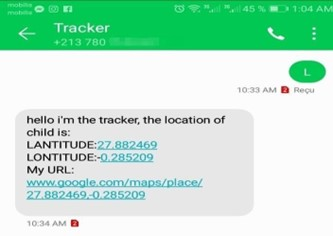 mobilis
mobilis
45 % 1:04 AM
Tracker
+213 780
L
10:33 AM 2 Reçu
hello i'm the tracker, the location of
child is:
LANTITUDE:27.882469
LONTITUDE:-0.285209
My URL:
www.google.com/maps/place/
27.882469,-0.285209
10:34 AM 2